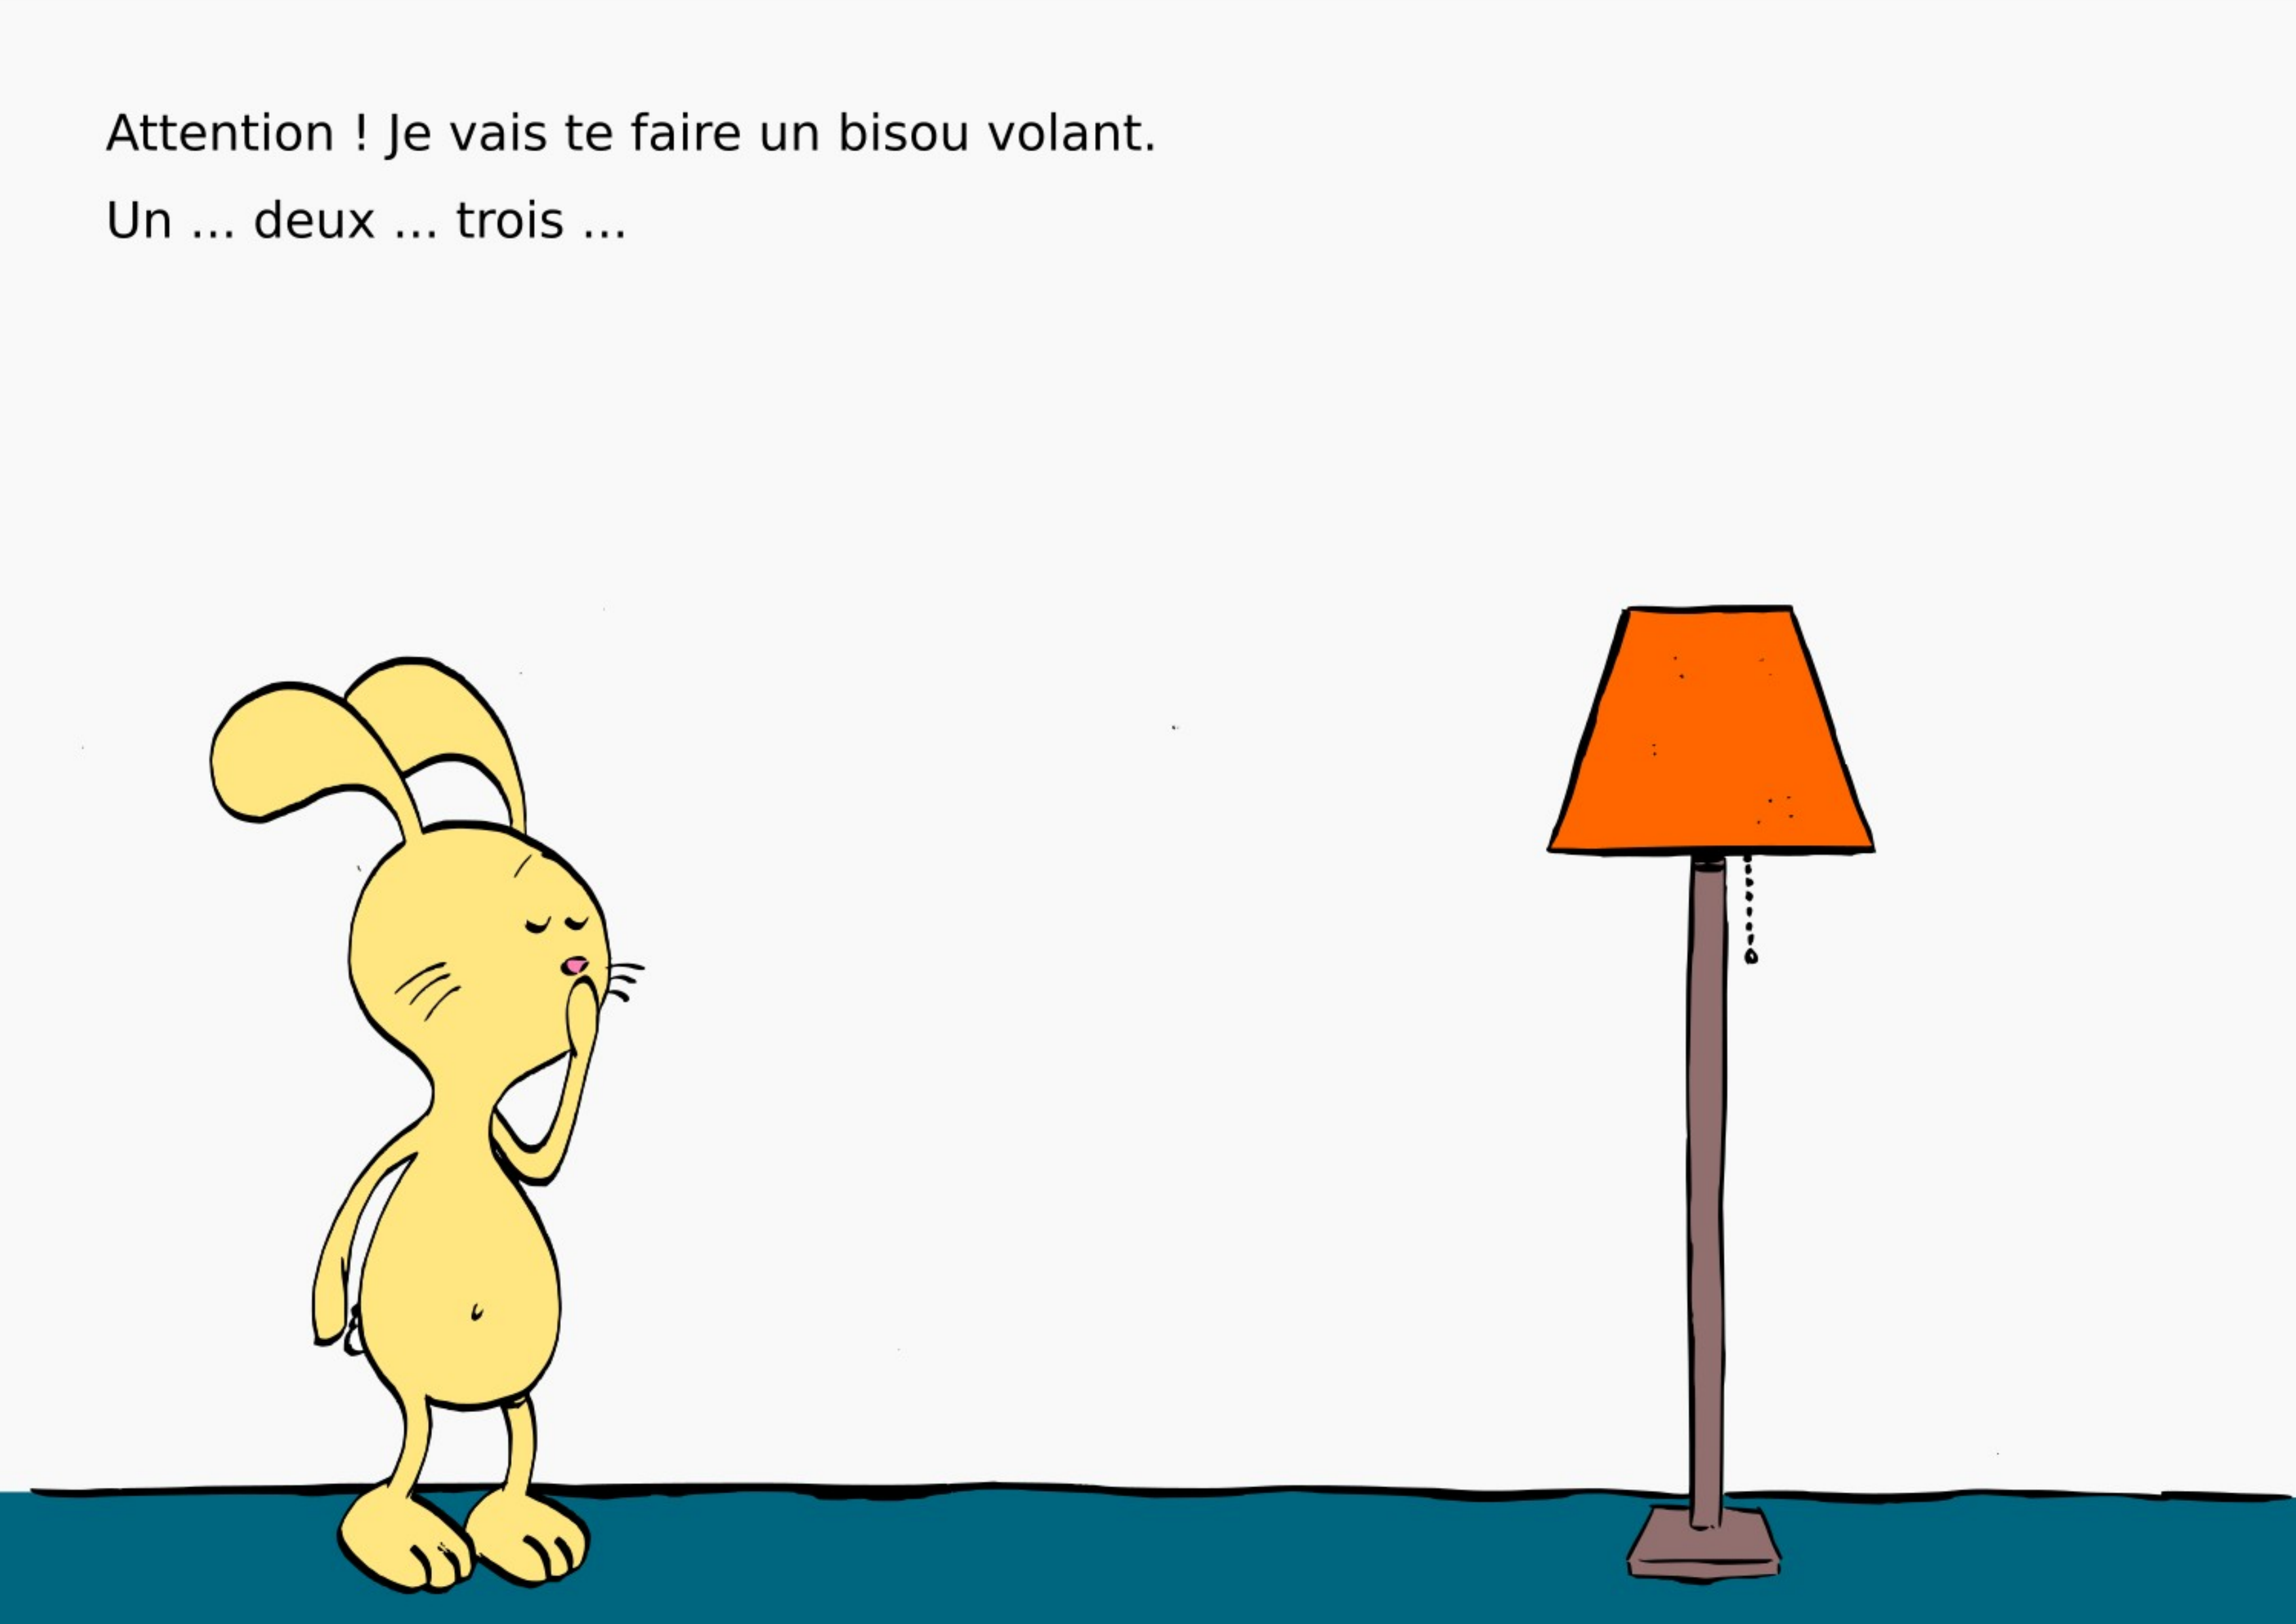 Attention ! Je vais te faire un bisou volant.
Un ... deux ... trois ...